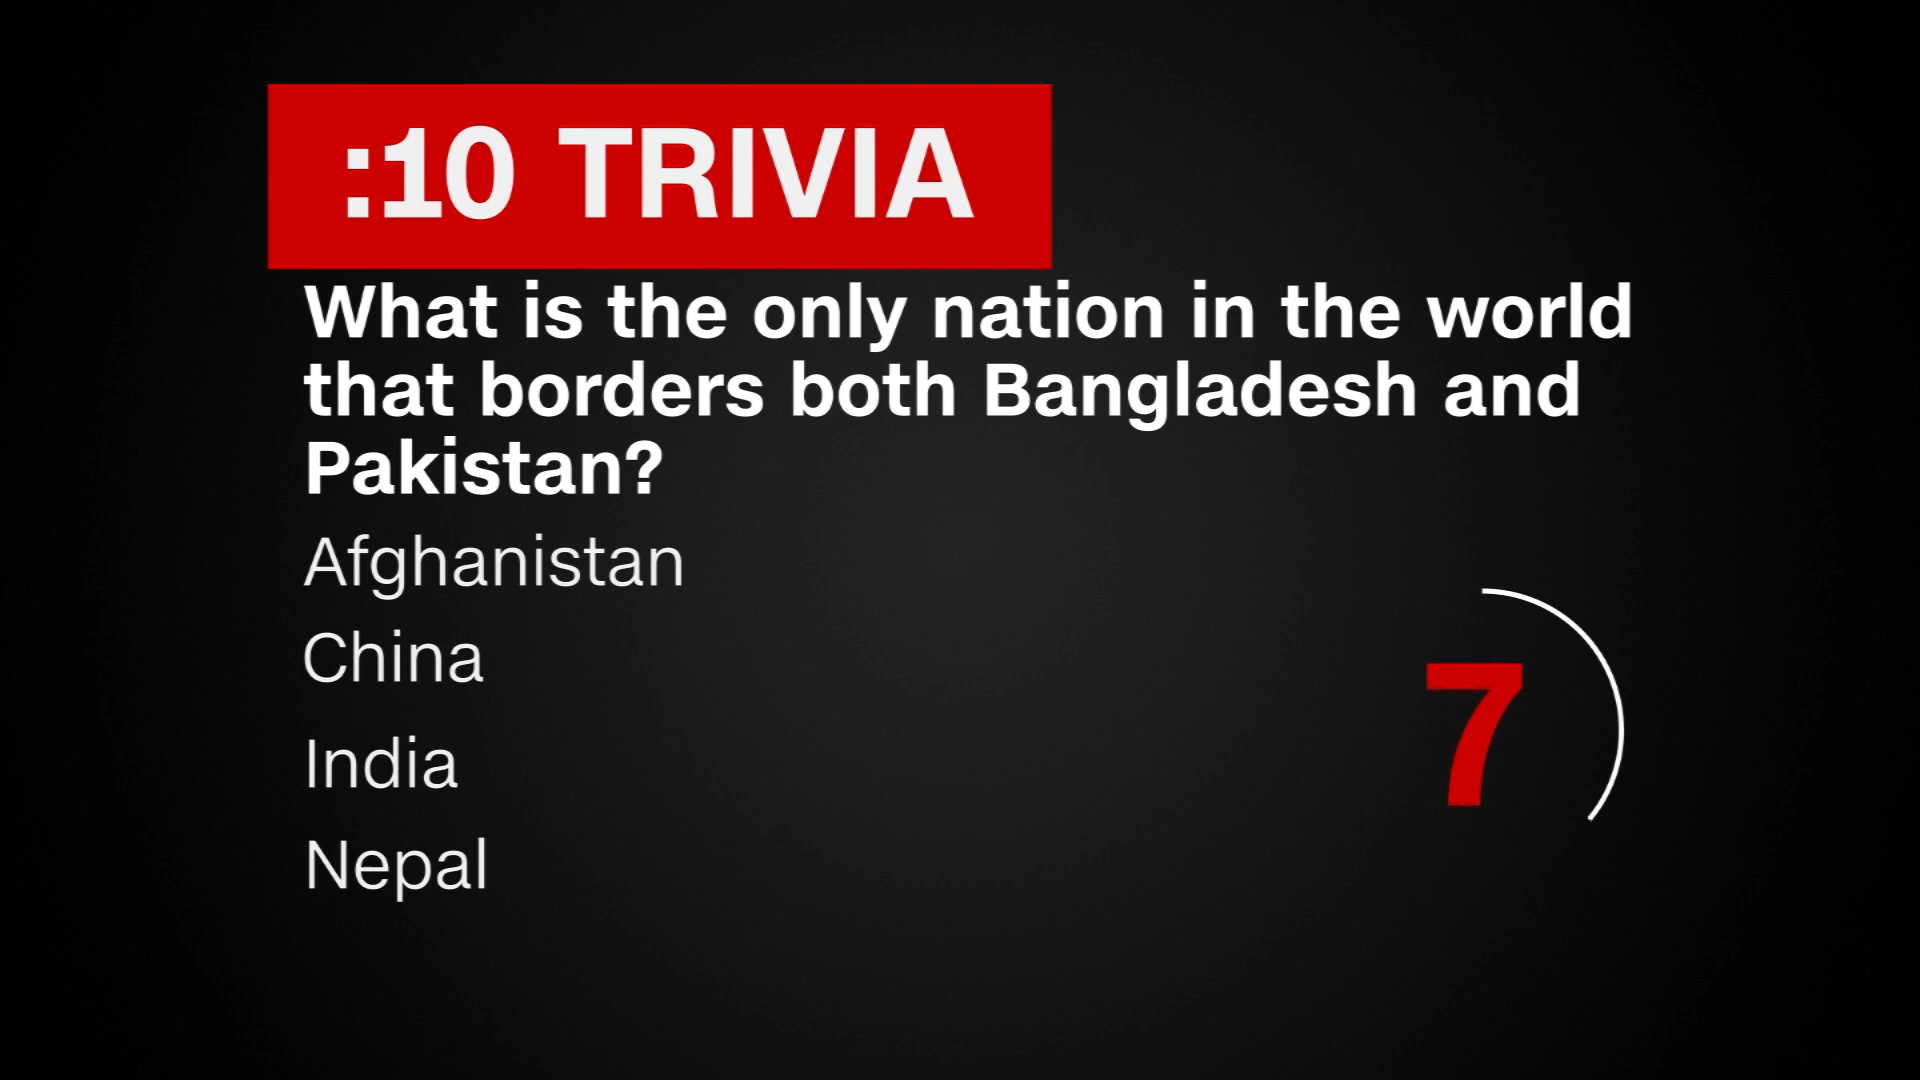 :10 TRIVIA
What is the only nation in the world
that borders both Bangladesh and
Pakistan?
Afghanistan
China
India
Nepal
7